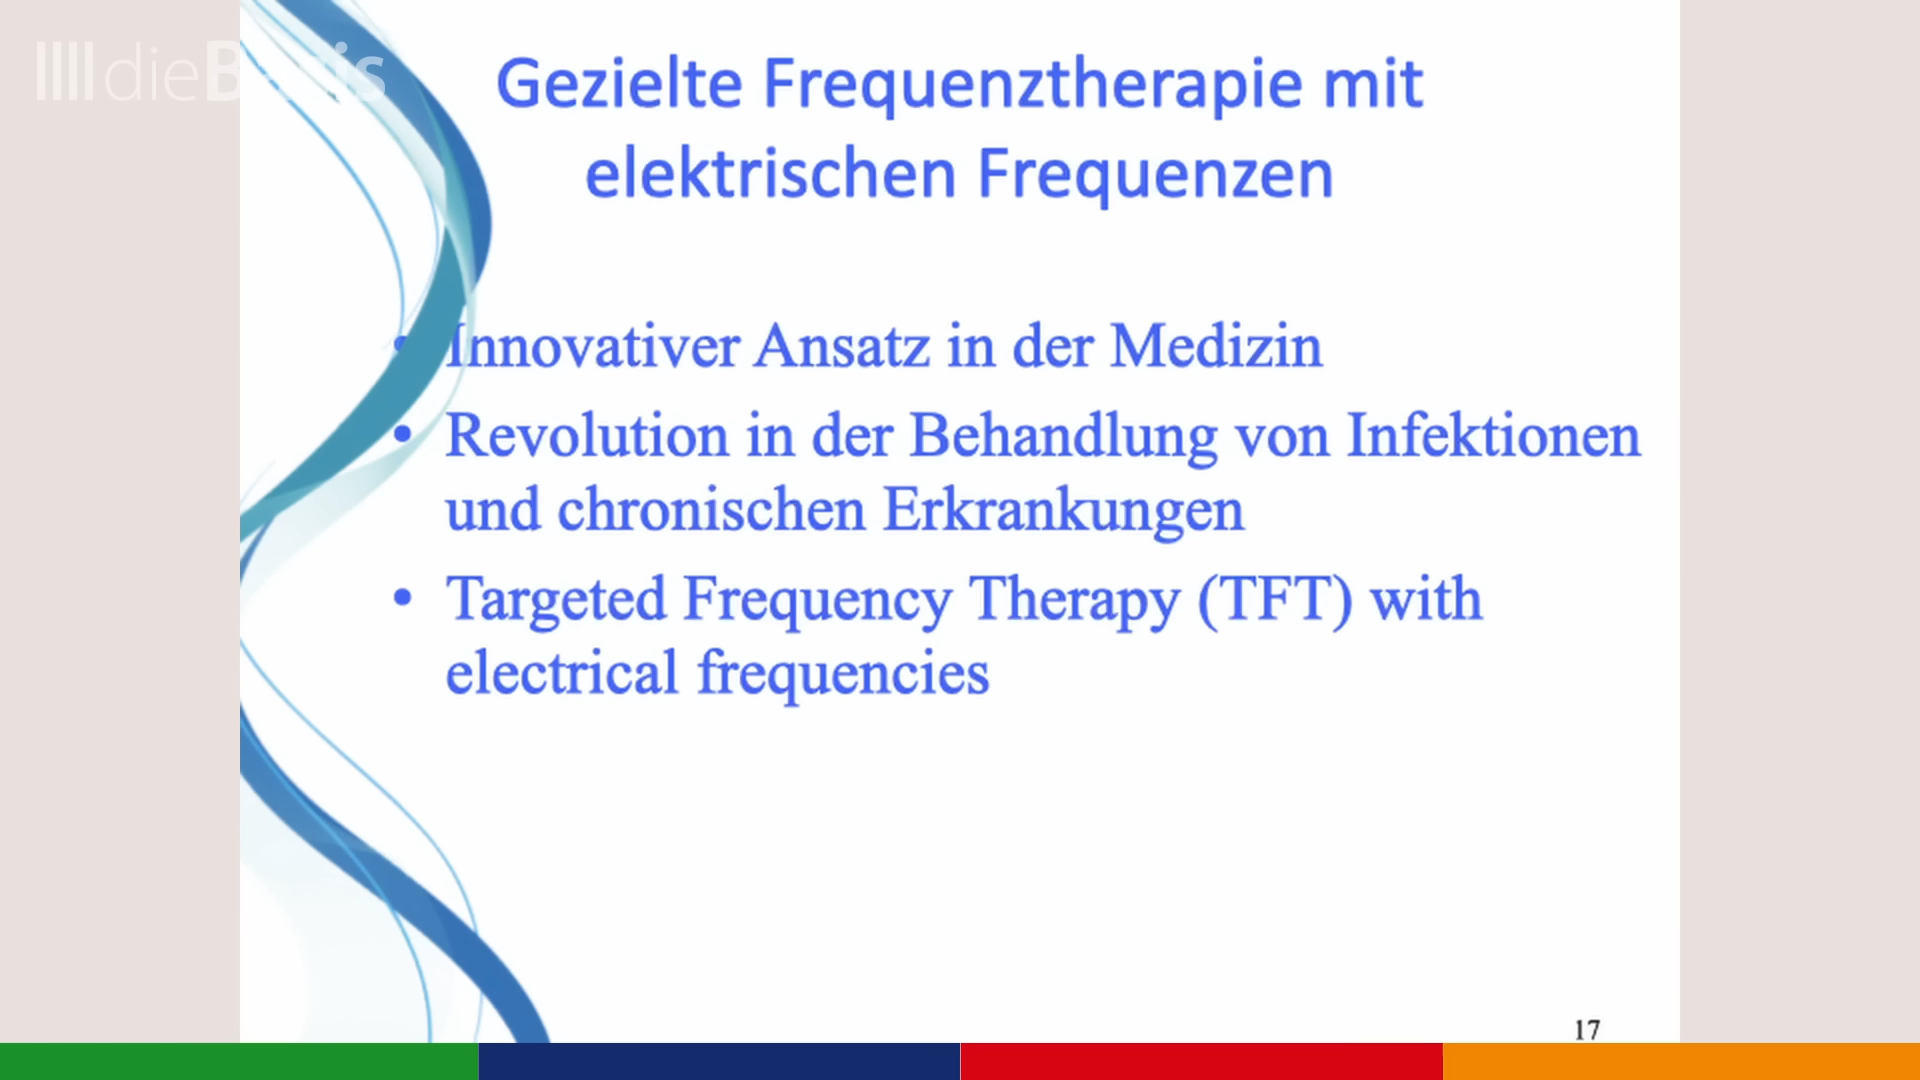 dieBasis
Gezielte Frequenztherapie mit
elektrischen Frequenzen
• Innovativer Ansatz in der Medizin
• Revolution in der Behandlung von Infektionen
und chronischen Erkrankungen
• Targeted Frequency Therapy (TFT) with
electrical frequencies
17